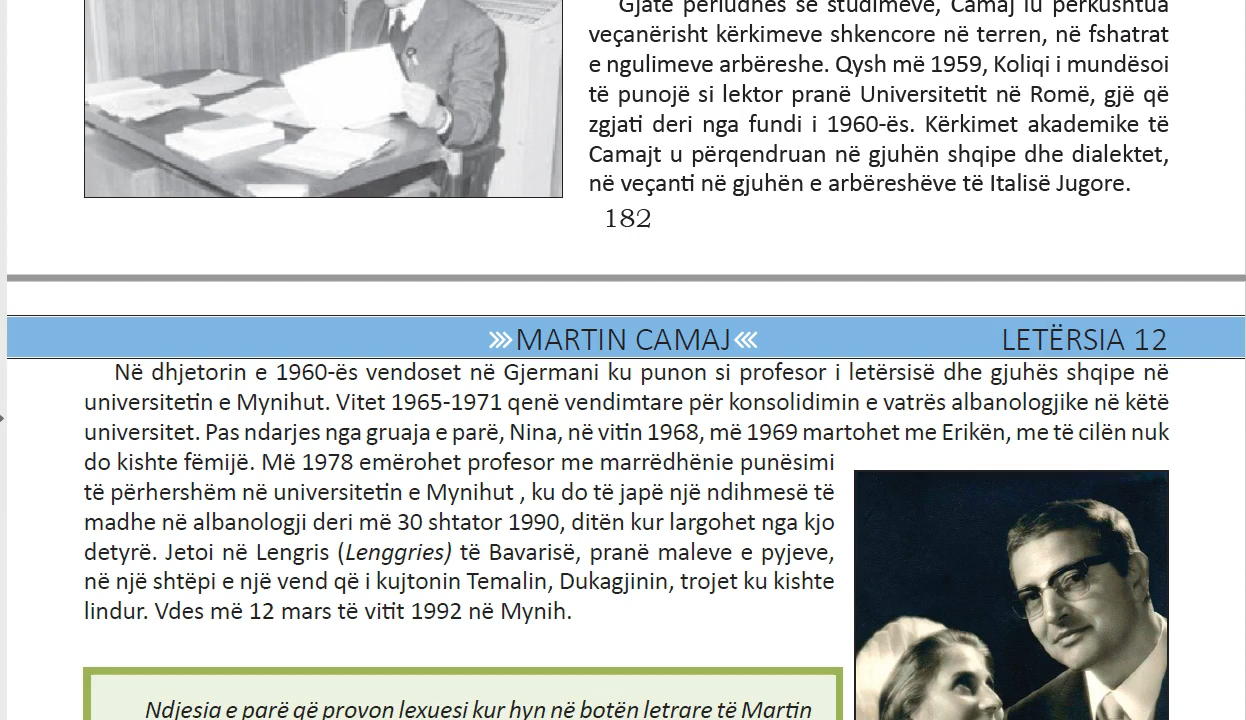 Gjatë periudhës së studimeve, Camaj iu përkushtua
veçanërisht kërkimeve shkencore në terren, në fshatrat
e ngulimeve arbëreshe. Qysh më 1959, Koliqi i mundësoi
të punojë si lektor pranë Universitetit në Romë, gjë që
zgjati deri nga fundi i 1960-ës. Kërkimet akademike të
Camajt u përqendruan në gjuhën shqipe dhe dialektet,
në veçanti në gjuhën e arbëreshëve të Italisë Jugore.
182
MARTIN CAMAJ
LETËRSIA 12
Në dhjetorin e 1960-ës vendoset në Gjermani ku punon si profesor i letërsisë dhe gjuhës shqipe në
universitetin e Mynihut. Vitet 1965-1971 qenë vendimtare për konsolidimin e vatrës albanologjike në këtë
universitet. Pas ndarjes nga gruaja e parë, Nina, në vitin 1968, më 1969 martohet me Erikën, me të cilën nuk
do kishte fëmijë. Më 1978 emërohet profesor me marrëdhënie punësimi
të përhershëm në universitetin e Mynihut , ku do të japë një ndihmesë të
madhe në albanologji deri më 30 shtator 1990, ditën kur largohet nga kjo
detyrë. Jetoi në Lengris (Lenggries) të Bavarisë, pranë maleve e pyjeve,
në një shtëpi e një vend që i kujtonin Temalin, Dukagjinin, trojet ku kishte
lindur. Vdes më 12 mars të vitit 1992 në Mynih.
Ndjesia e parë që provon lexuesi kur hyn në botën letrare të Martin